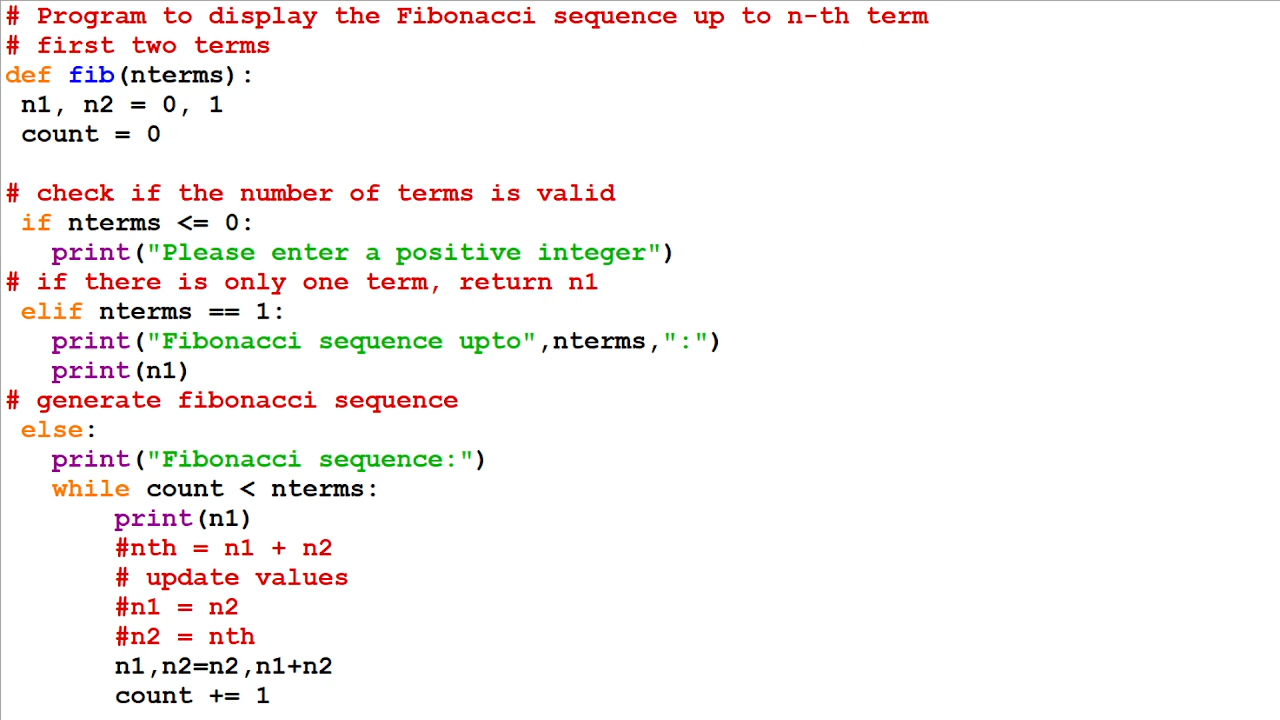 # Program to display the Fibonacci sequence up to n-th term
# first two terms
def fib(nterms):
 n1, n2 = 0, 1
 count = 0

# check if the number of terms is valid
 if nterms <= 0:
   print("Please enter a positive integer")
# if there is only one term, return n1
 elif nterms == 1:
   print("Fibonacci sequence upto",nterms,":")
   print(n1)
# generate fibonacci sequence
 else:
   print("Fibonacci sequence:")
   while count < nterms:
       print(n1)
       #nth = n1 + n2
       # update values
       #n1 = n2
       #n2 = nth
       n1,n2=n2,n1+n2
       count += 1